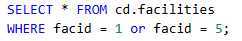 SELECT * FROM cd.facilities
WHERE facid = 1 or facid = 5;